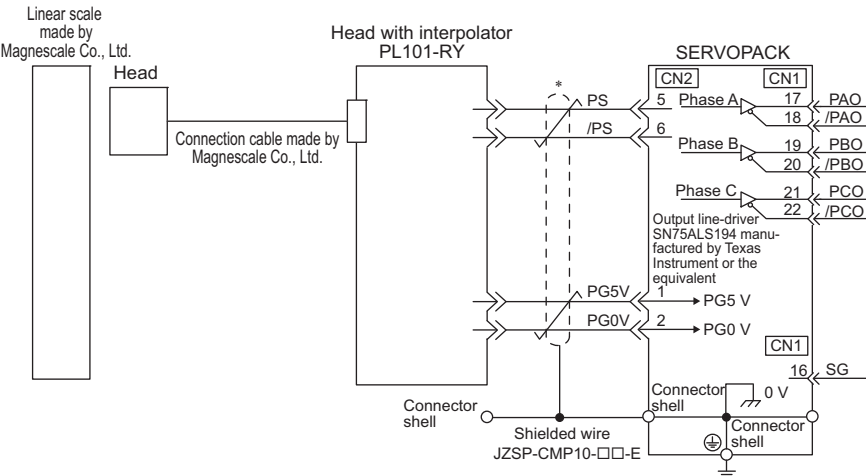 Linear scale
made by
Magnescale Co., Ltd.
Head
Connection cable made by
Magnescale Co., Ltd.
Head with interpolator
PL101-RY
*
PS
/PS
PG5V
PG0V
Connector
shell
Shielded wire
JZSP-CMP10-□□-E
SERVOPACK
CN2
CN1
5
Phase A
17
PAO
18
/PAO
6
Phase B
19
PBO
20
/PBO
Phase C
21
PCO
22
/PCO
Output line-driver
SN75ALS194 manu-
factured by Texas
Instrument or the
equivalent
1
PG5 V
2
PG0 V
CN1
16
SG
Connector
shell
0 V
Connector
shell